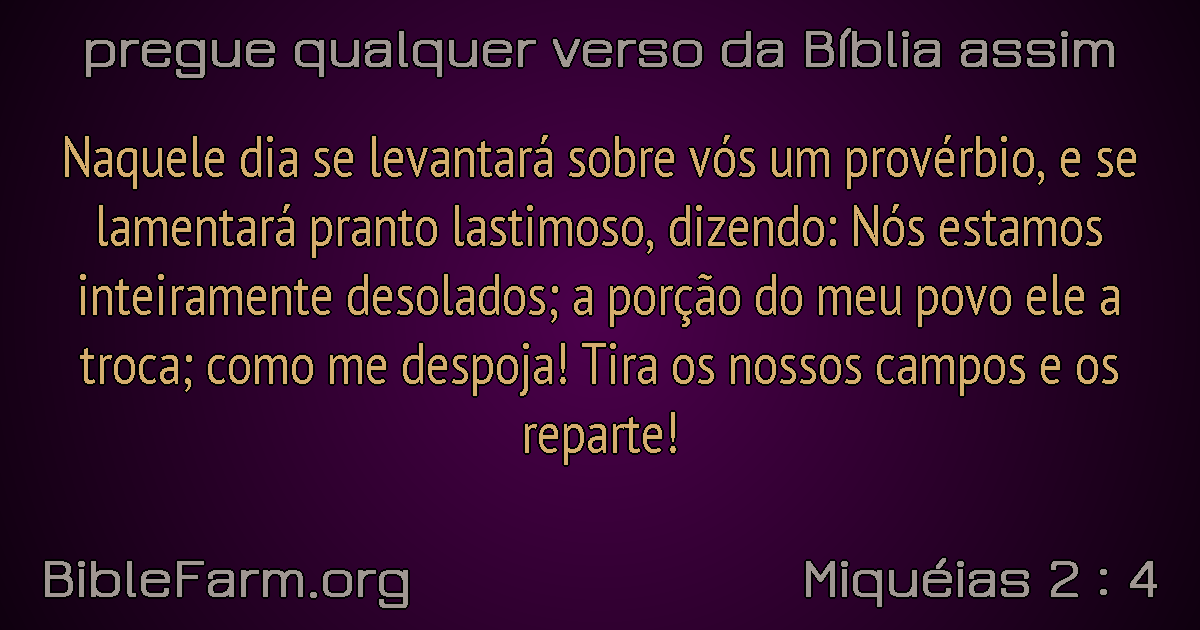 pregue qualquer verso da Bíblia assim
Naquele dia se levantará sobre vós um provérbio, e se
lamentará pranto lastimoso, dizendo: Nós estamos
inteiramente desolados; a porção do meu povo ele a
troca; como me despoja! Tira os nossos campos e os
reparte!
BibleFarm.org
Miquéias 2 : 4